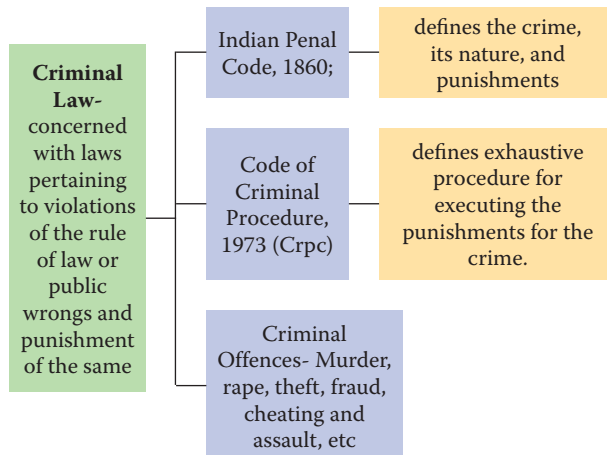 Criminal
Law-
concerned
with laws
pertaining
to violations
of the rule
of law or
public
wrongs and
punishment
of the same
Indian Penal
Code, 1860;
defines the crime,
its nature, and
punishments
Code of
Criminal
Procedure,
1973 (Crpc)
defines exhaustive
procedure for
executing the
punishments for the
crime.
Criminal
Offences- Murder,
rape, theft, fraud,
cheating and
assault, etc